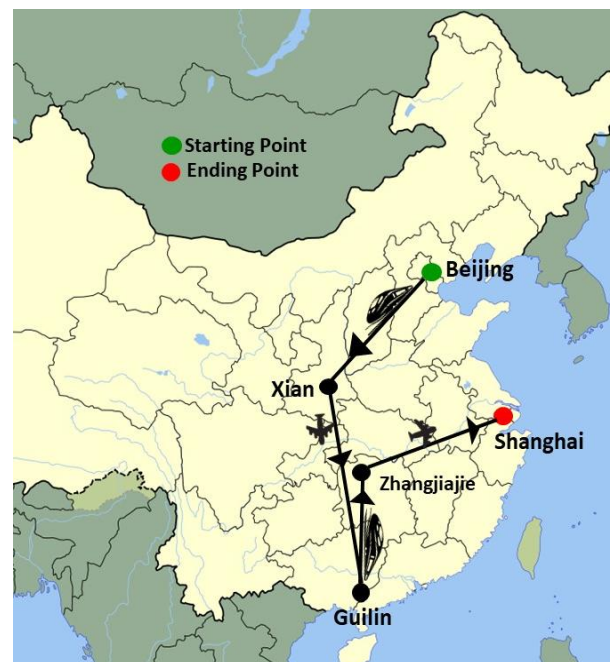 Starting Point
Ending Point
Beijing
Xian
Shanghai
Zhangjiajie
Guilin